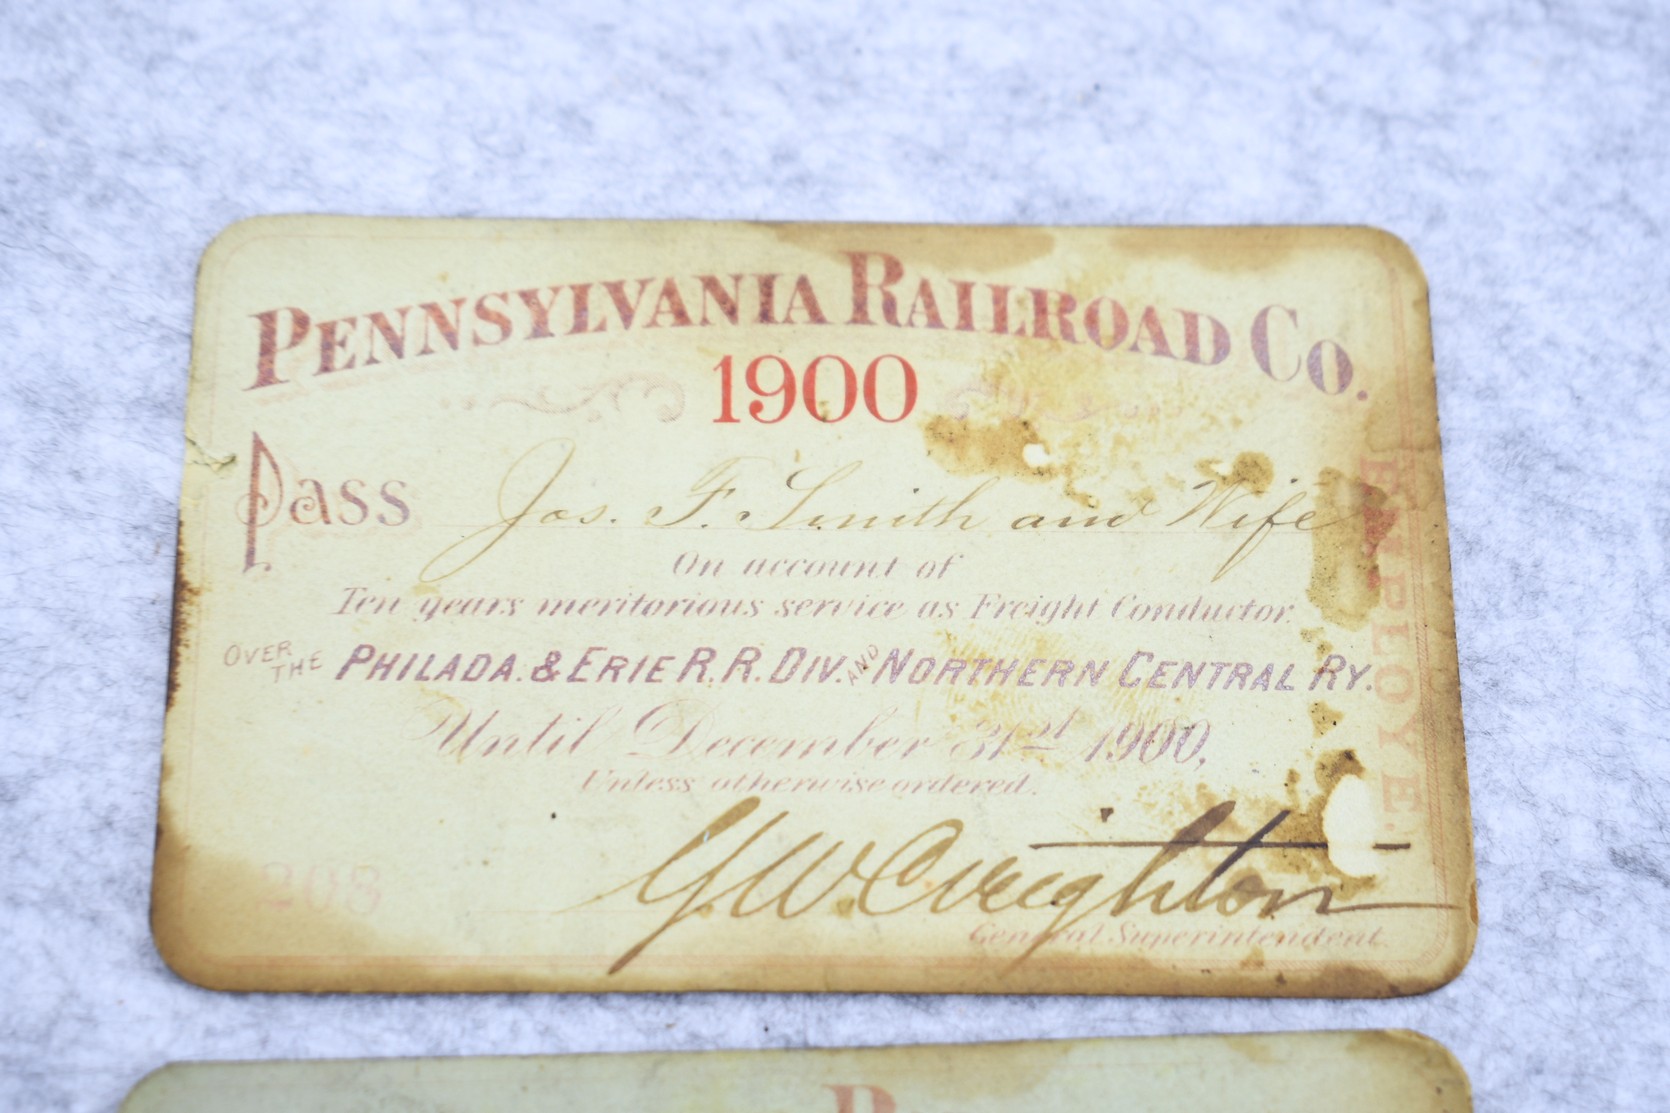 PENNSYLVANIA RAILROAD CO.
1900
Pass Jos. F. Smith and Wife
On account of
Ten years meritorious service as Freight Conductor.
OVER THE PHILADA. & ERIE R. R. DIV. AND NORTHERN CENTRAL RY.
Until December 31st 1900,
Unless otherwise ordered.
208
G. W. Creighton
General Superintendent.
EMPLOYE.
R